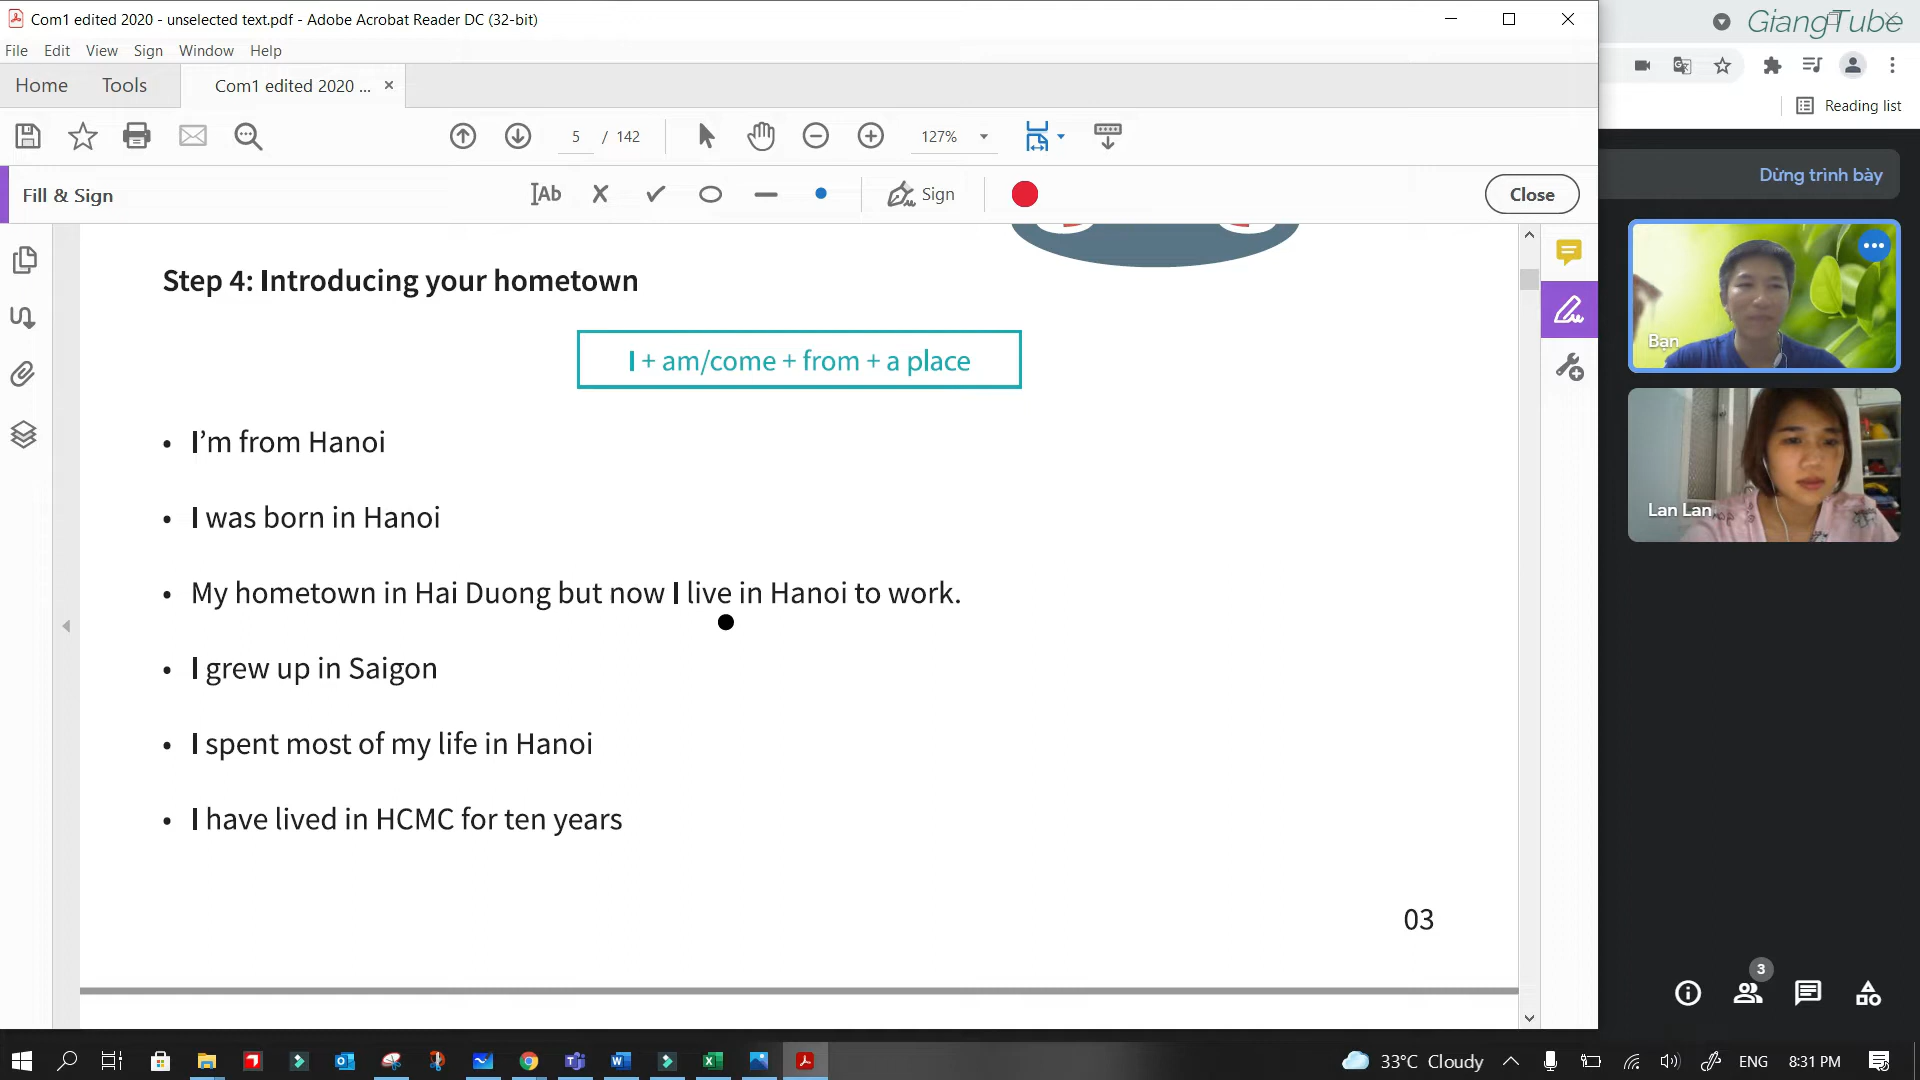 Com1 edited 2020 - unselected text.pdf - Adobe Acrobat Reader DC (32-bit)
GiangTube
File Edit View Sign Window Help
Home Tools Com1 edited 2020 ... ×
Reading list
5 / 142 127%
Dừng trình bày
Fill & Sign Ab Sign Close
Step 4: Introducing your hometown
I + am/come + from + a place
Bạn
• I’m from Hanoi
Lan Lan
• I was born in Hanoi
• My hometown in Hai Duong but now I live in Hanoi to work.
• I grew up in Saigon
• I spent most of my life in Hanoi
• I have lived in HCMC for ten years
03
3
33°C Cloudy ENG 8:31 PM